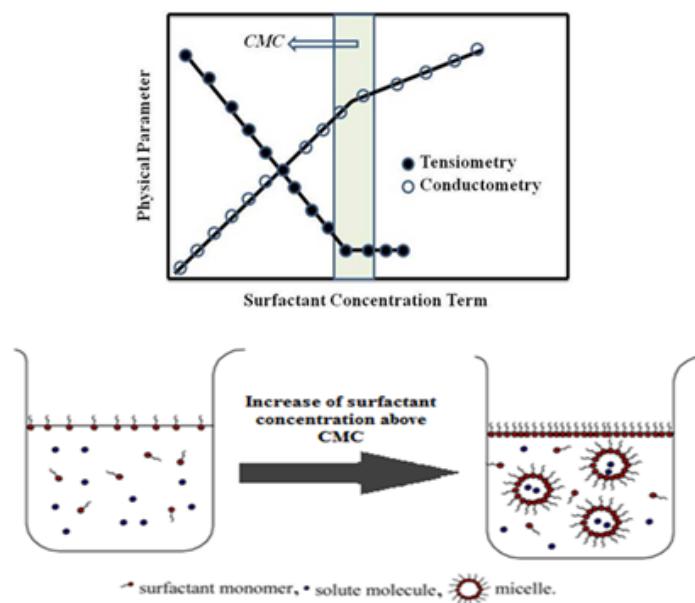 CMC
Physical Parameter
Tensiometry
Conductometry
Surfactant Concentration Term
Increase of surfactant
concentration above
CMC
surfactant monomer, solute molecule, micelle.